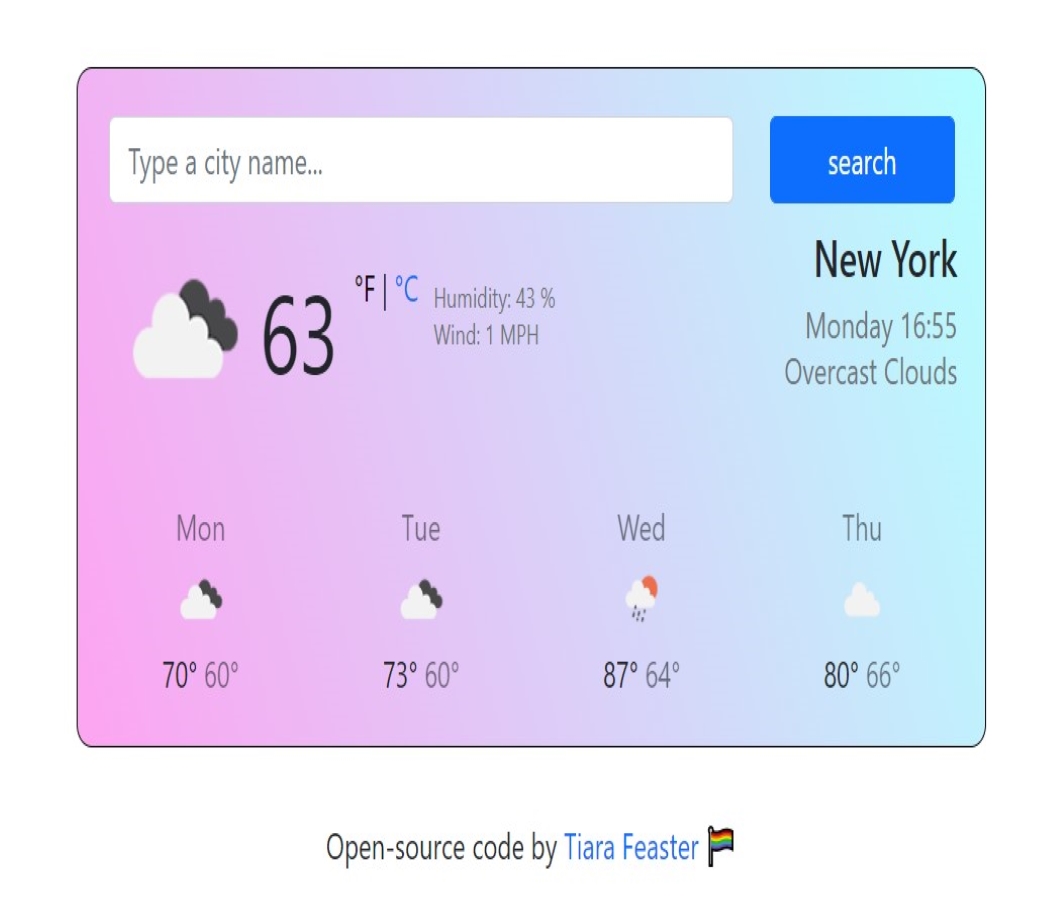 Type a city name...
search
New York
63 °F | °C
Humidity: 43 %
Wind: 1 MPH
Monday 16:55
Overcast Clouds
Mon Tue Wed Thu
70° 60° 73° 60° 87° 64° 80° 66°
Open-source code by Tiara Feaster